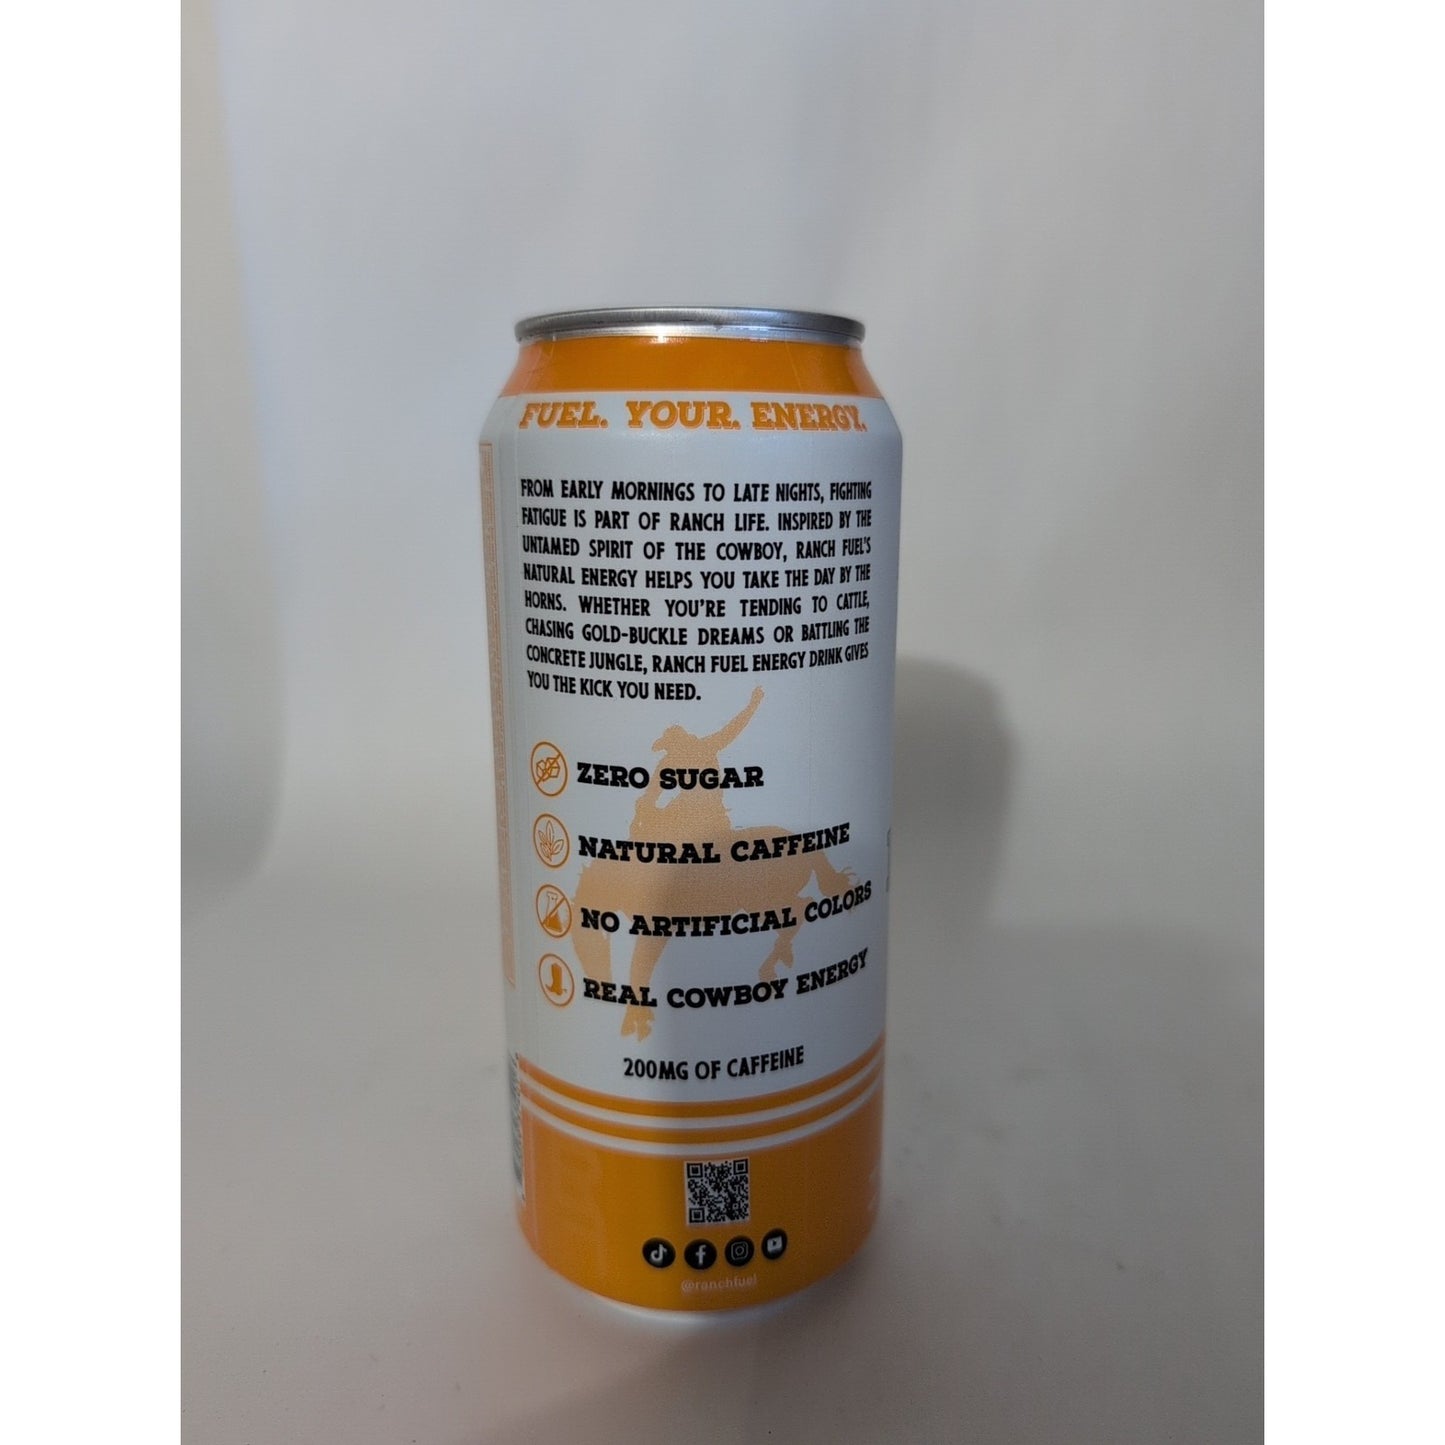 FUEL. YOUR. ENERGY.
FROM EARLY MORNINGS TO LATE NIGHTS, FIGHTING
FATIGUE IS PART OF RANCH LIFE. INSPIRED BY THE
UNTAMED SPIRIT OF THE COWBOY, RANCH FUEL'S
NATURAL ENERGY HELPS YOU TAKE THE DAY BY THE
HORNS. WHETHER YOU'RE TENDING TO CATTLE,
CHASING GOLD-BUCKLE DREAMS OR BATTLING THE
CONCRETE JUNGLE, RANCH FUEL ENERGY DRINK GIVES
YOU THE KICK YOU NEED.
ZERO SUGAR
NATURAL CAFFEINE
NO ARTIFICIAL COLORS
REAL COWBOY ENERGY
200MG OF CAFFEINE
@ranchfuel